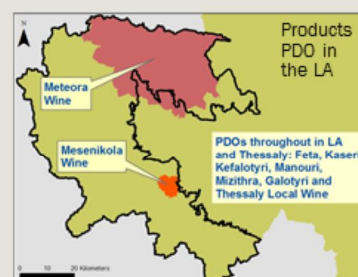 Products
PDO in
the LA
N
Meteora
Wine
Mesenikola
Wine
PDOs throughout in LA
and Thessaly: Feta, Kaseri
Kefalotyri, Manouri,
Mizithra, Galotyri and
Thessaly Local Wine
0 10 20 Kilometers